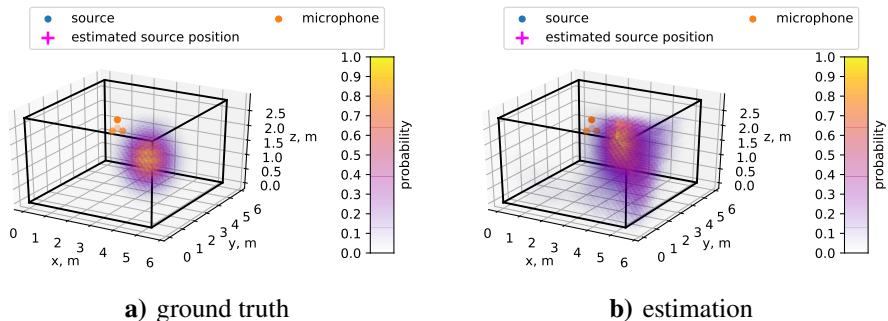 source
microphone
estimated source position
1.0
0.9
0.8
0.7
0.6
0.5
0.4
0.3
0.2
0.1
0.0
probability
2.5
2.0
1.5
1.0
0.5
0.0
z, m
0 1 2 3 4 5 6
x, m
0 1 2 3 4 5 6
y, m
a) ground truth
source
microphone
estimated source position
1.0
0.9
0.8
0.7
0.6
0.5
0.4
0.3
0.2
0.1
0.0
probability
2.5
2.0
1.5
1.0
0.5
0.0
z, m
0 1 2 3 4 5 6
x, m
0 1 2 3 4 5 6
y, m
b) estimation